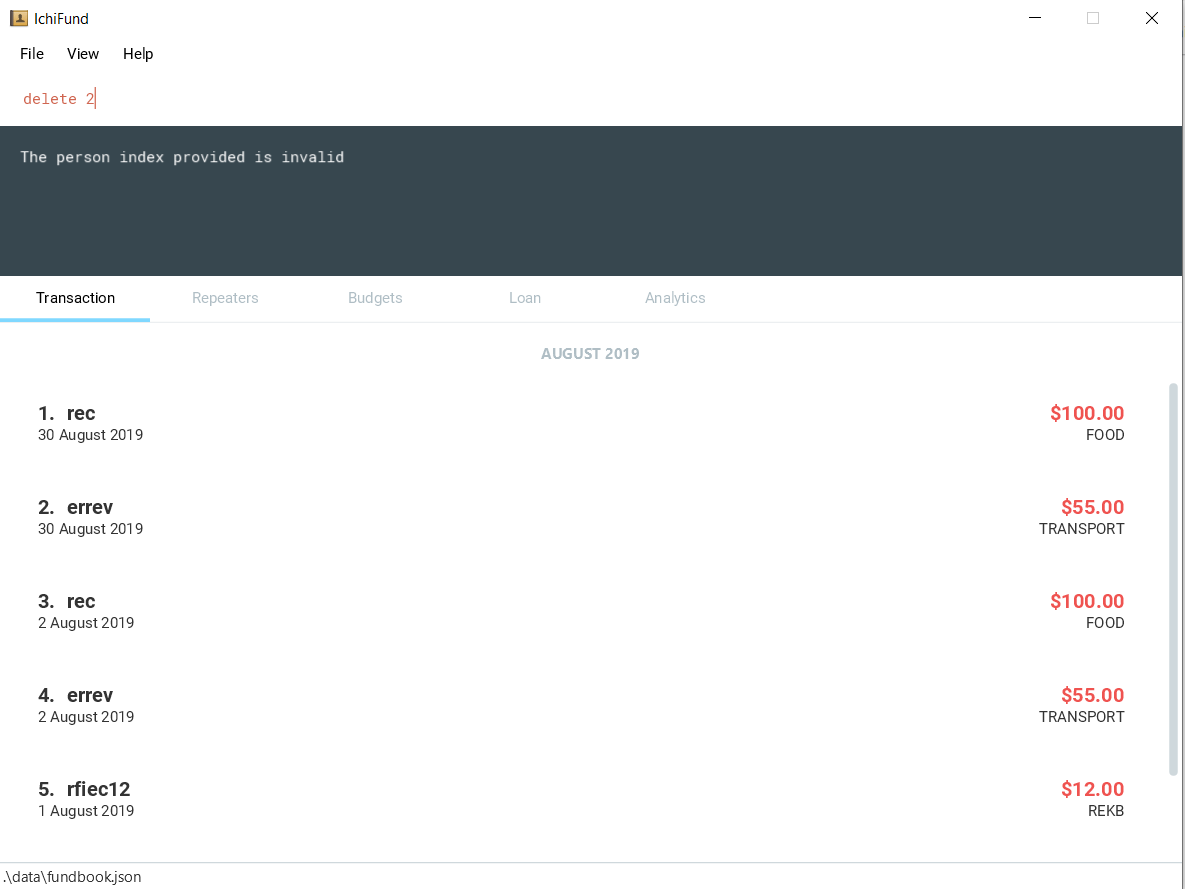 IchiFund
File View Help
delete 2
The person index provided is invalid
Transaction Repeaters Budgets Loan Analytics
AUGUST 2019
1. rec $100.00
30 August 2019 FOOD
2. errev $55.00
30 August 2019 TRANSPORT
3. rec $100.00
2 August 2019 FOOD
4. errev $55.00
2 August 2019 TRANSPORT
5. rfiec12 $12.00
1 August 2019 REKB
.\data\fundbook.json